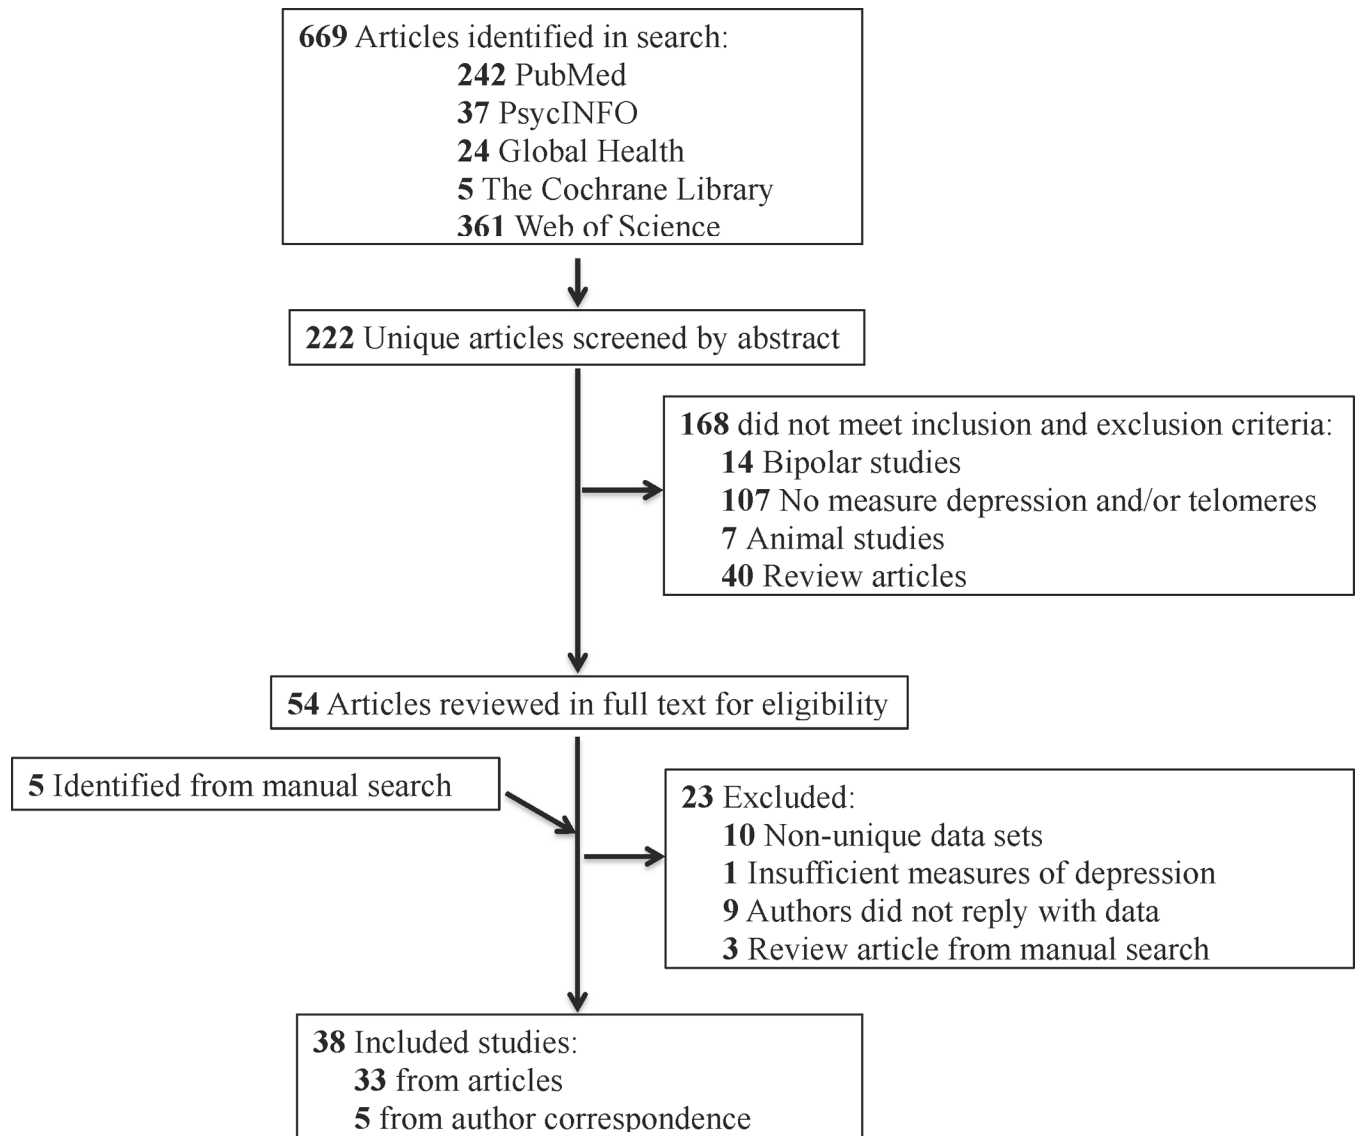 669 Articles identified in search:
242 PubMed
37 PsycINFO
24 Global Health
5 The Cochrane Library
361 Web of Science
222 Unique articles screened by abstract
168 did not meet inclusion and exclusion criteria:
14 Bipolar studies
107 No measure depression and/or telomeres
7 Animal studies
40 Review articles
54 Articles reviewed in full text for eligibility
5 Identified from manual search
23 Excluded:
10 Non-unique data sets
1 Insufficient measures of depression
9 Authors did not reply with data
3 Review article from manual search
38 Included studies:
33 from articles
5 from author correspondence